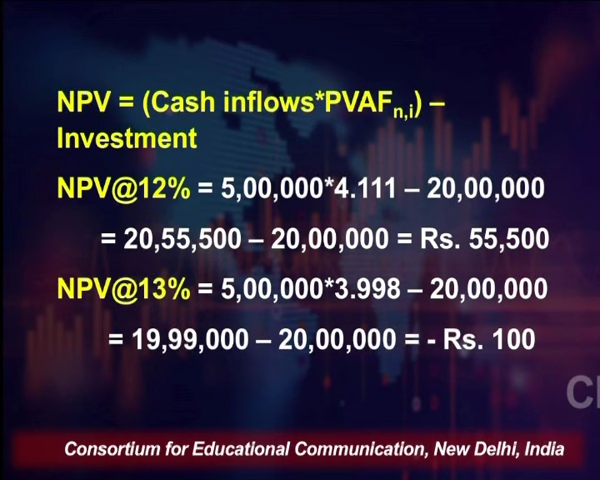 NPV = (Cash inflows*PVAFn,i) –
Investment
NPV@12% = 5,00,000*4.111 – 20,00,000
= 20,55,500 – 20,00,000 = Rs. 55,500
NPV@13% = 5,00,000*3.998 – 20,00,000
= 19,99,000 – 20,00,000 = - Rs. 100
Consortium for Educational Communication, New Delhi, India